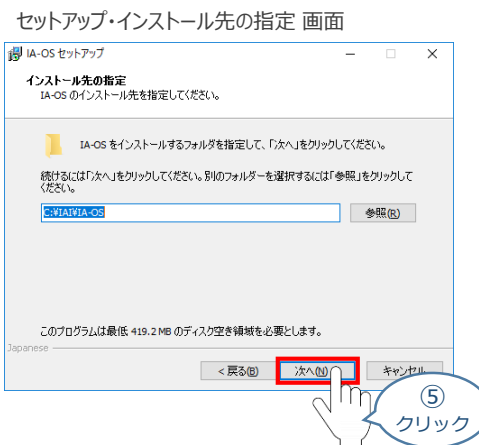 セットアップ・インストール先の指定 画面
IA-OS セットアップ
インストール先の指定
IA-OS のインストール先を指定してください。
IA-OS をインストールするフォルダを指定して、「次へ」をクリックしてください。
続けるには「次へ」をクリックしてください。別のフォルダーを選択するには「参照」をクリックして
ください。
C:¥IAI¥IA-OS
参照(R)
このプログラムは最低 419.2 MB のディスク空き領域を必要とします。
Japanese
< 戻る(B)
次へ(N)
キャンセル
⑤
クリック